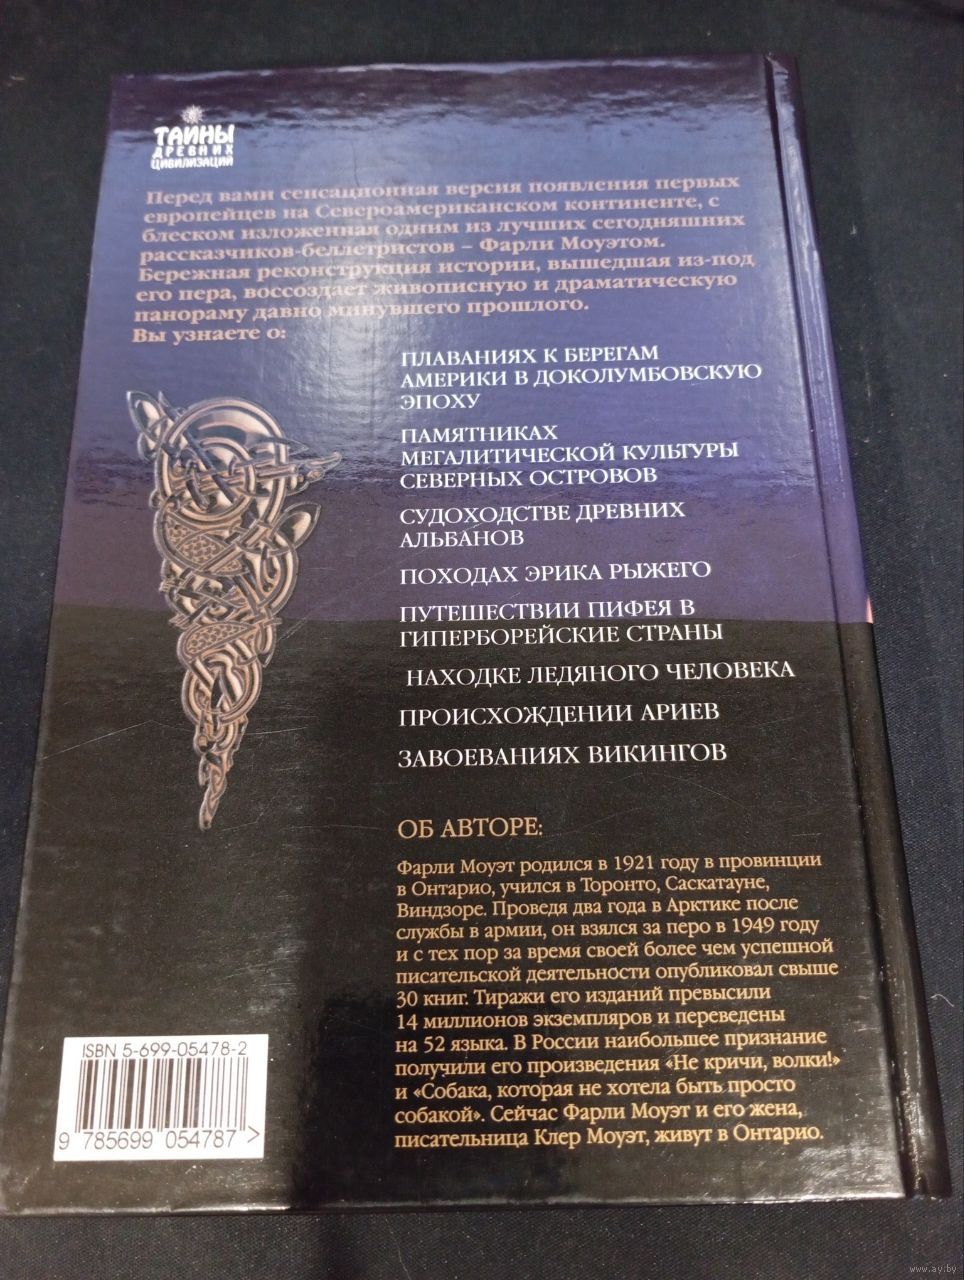 ТАЙНЫ
ДРЕВНИХ
ЦИВИЛИЗАЦИЙ
Перед вами сенсационная версия появления первых
европейцев на Североамериканском континенте, с
блеском изложенная одним из лучших сегодняшних
рассказчиков-беллетристов – Фарли Моуэтом.
Бережная реконструкция истории, вышедшая из-под
его пера, воссоздает живописную и драматическую
панораму давно минувшего прошлого.
Вы узнаете о:
ПЛАВАНИЯХ К БЕРЕГАМ
АМЕРИКИ В ДОКОЛУМБОВСКУЮ
ЭПОХУ
ПАМЯТНИКАХ
МЕГАЛИТИЧЕСКОЙ КУЛЬТУРЫ
СЕВЕРНЫХ ОСТРОВОВ
СУДОХОДСТВЕ ДРЕВНИХ
АЛЬБАНОВ
ПОХОДАХ ЭРИКА РЫЖЕГО
ПУТЕШЕСТВИИ ПИФЕЯ В
ГИПЕРБОРЕЙСКИЕ СТРАНЫ
НАХОДКЕ ЛЕДЯНОГО ЧЕЛОВЕКА
ПРОИСХОЖДЕНИИ АРИЕВ
ЗАВОЕВАНИЯХ ВИКИНГОВ
ОБ АВТОРЕ:
Фарли Моуэт родился в 1921 году в провинции
в Онтарио, учился в Торонто, Саскатауне,
Виндзоре. Проведя два года в Арктике после
службы в армии, он взялся за перо в 1949 году
и с тех пор за время своей более чем успешной
писательской деятельности опубликовал свыше
30 книг. Тиражи его изданий превысили
14 миллионов экземпляров и переведены
на 52 языка. В России наибольшее признание
получили его произведения «Не кричи, волки!»
и «Собака, которая не хотела быть просто
собакой». Сейчас Фарли Моуэт и его жена,
писательница Клер Моуэт, живут в Онтарио.
ISBN 5-699-05478-2
9 785699 054787 >
www.ay.by